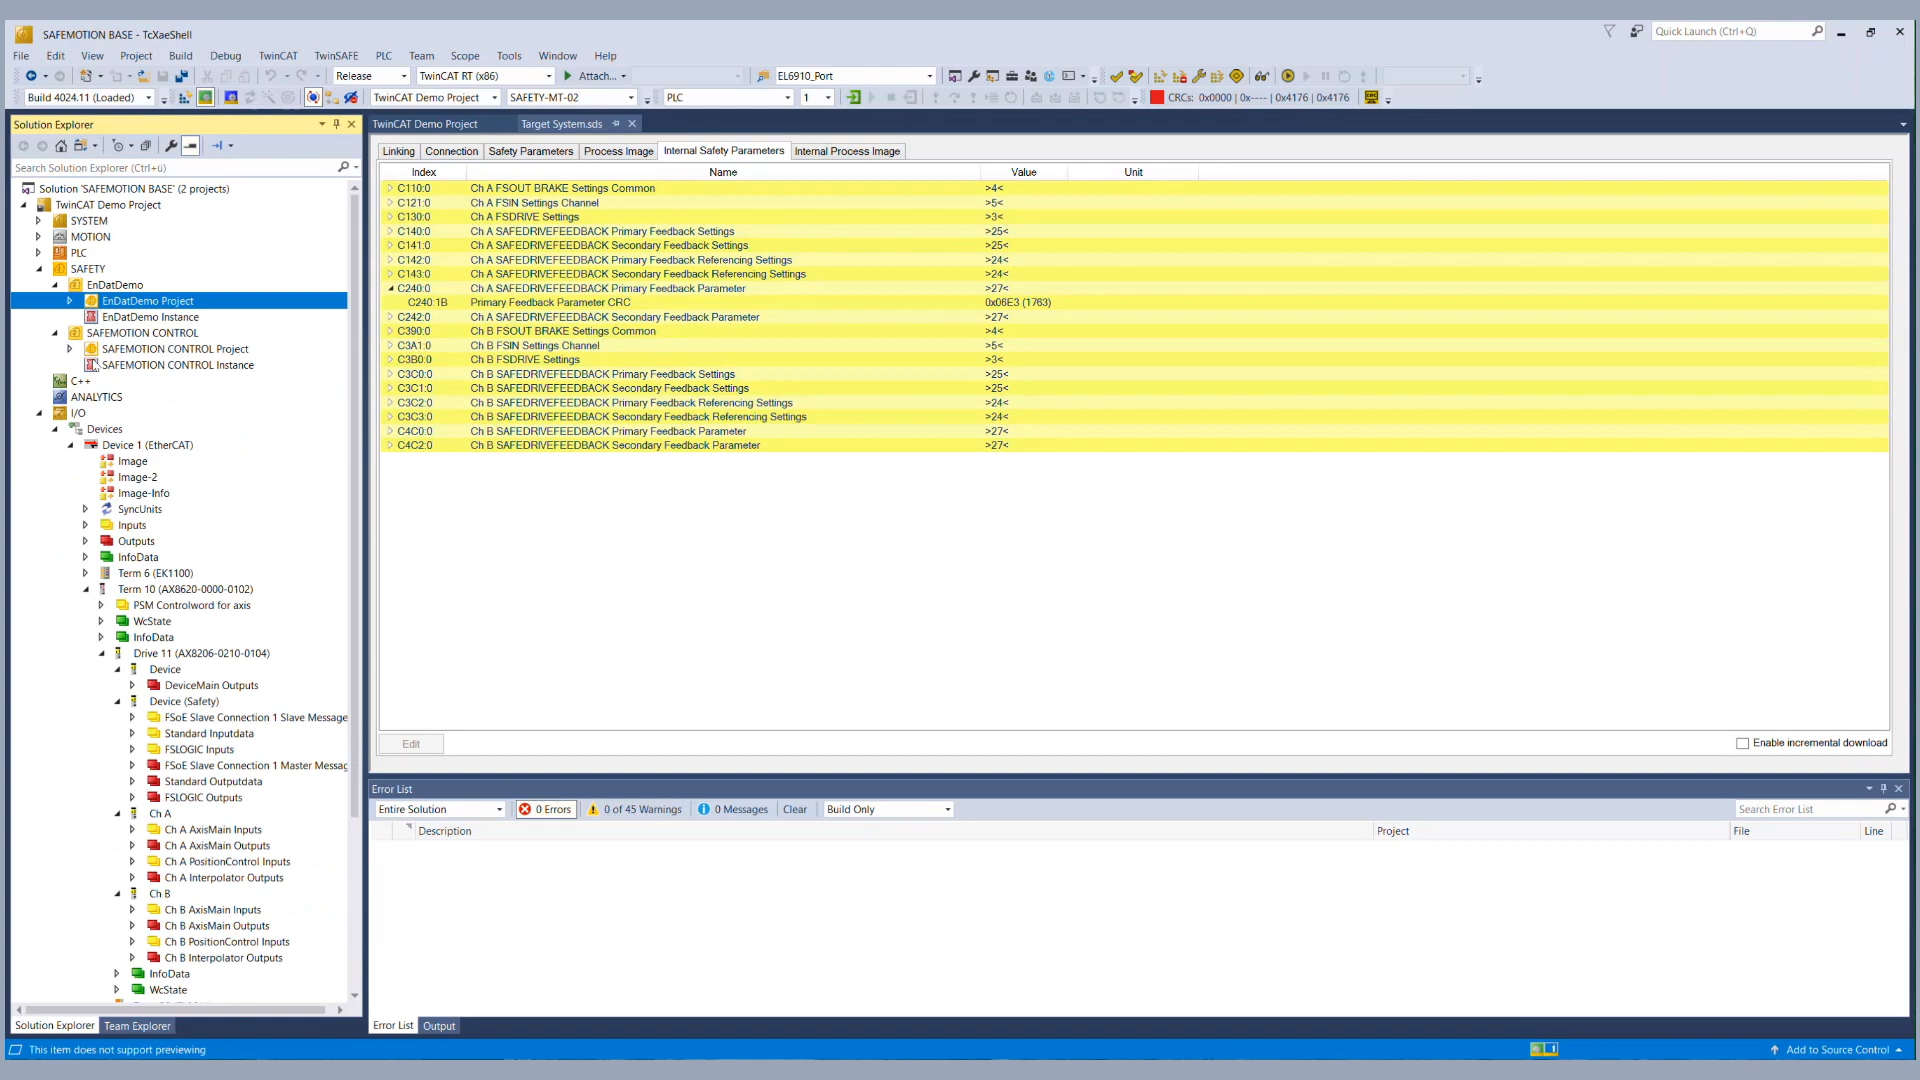 SAFEMOTION BASE - TcXaeShell
Quick Launch (Ctrl+Q)
File Edit View Project Build Debug TwinCAT TwinSAFE PLC Team Scope Tools Window Help
Release TwinCAT RT (x86) Attach... EL6910_Port
Build 4024.11 (Loaded) TwinCAT Demo Project SAFETY-MT-02 PLC 1 CRCs: 0x0000 | 0x---- | 0x4176 | 0x4176
Solution Explorer
Search Solution Explorer (Ctrl+ü)
Solution 'SAFEMOTION BASE' (2 projects)
TwinCAT Demo Project
SYSTEM
MOTION
PLC
SAFETY
EnDatDemo
EnDatDemo Project
EnDatDemo Instance
SAFEMOTION CONTROL
SAFEMOTION CONTROL Project
SAFEMOTION CONTROL Instance
C++
ANALYTICS
I/O
Devices
Device 1 (EtherCAT)
Image
Image-2
Image-Info
SyncUnits
Inputs
Outputs
InfoData
Term 6 (EK1100)
Term 10 (AX8620-0000-0102)
PSM Controlword for axis
WcState
InfoData
Drive 11 (AX8206-0210-0104)
Device
DeviceMain Outputs
Device (Safety)
FSoE Slave Connection 1 Slave Message
Standard Inputdata
FSLOGIC Inputs
FSoE Slave Connection 1 Master Messag
Standard Outputdata
FSLOGIC Outputs
Ch A
Ch A AxisMain Inputs
Ch A AxisMain Outputs
Ch A PositionControl Inputs
Ch A Interpolator Outputs
Ch B
Ch B AxisMain Inputs
Ch B AxisMain Outputs
Ch B PositionControl Inputs
Ch B Interpolator Outputs
InfoData
WcState
Solution Explorer Team Explorer
TwinCAT Demo Project Target System.sds
Linking Connection Safety Parameters Process Image Internal Safety Parameters Internal Process Image
Index Name Value Unit
C110:0 Ch A FSOUT BRAKE Settings Common >4<
C121:0 Ch A FSIN Settings Channel >5<
C130:0 Ch A FSDRIVE Settings >3<
C140:0 Ch A SAFEDRIVEFEEDBACK Primary Feedback Settings >25<
C141:0 Ch A SAFEDRIVEFEEDBACK Secondary Feedback Settings >25<
C142:0 Ch A SAFEDRIVEFEEDBACK Primary Feedback Referencing Settings >24<
C143:0 Ch A SAFEDRIVEFEEDBACK Secondary Feedback Referencing Settings >24<
C240:0 Ch A SAFEDRIVEFEEDBACK Primary Feedback Parameter >27<
C240:1B Primary Feedback Parameter CRC 0x06E3 (1763)
C242:0 Ch A SAFEDRIVEFEEDBACK Secondary Feedback Parameter >27<
C390:0 Ch B FSOUT BRAKE Settings Common >4<
C3A1:0 Ch B FSIN Settings Channel >5<
C3B0:0 Ch B FSDRIVE Settings >3<
C3C0:0 Ch B SAFEDRIVEFEEDBACK Primary Feedback Settings >25<
C3C1:0 Ch B SAFEDRIVEFEEDBACK Secondary Feedback Settings >25<
C3C2:0 Ch B SAFEDRIVEFEEDBACK Primary Feedback Referencing Settings >24<
C3C3:0 Ch B SAFEDRIVEFEEDBACK Secondary Feedback Referencing Settings >24<
C4C0:0 Ch B SAFEDRIVEFEEDBACK Primary Feedback Parameter >27<
C4C2:0 Ch B SAFEDRIVEFEEDBACK Secondary Feedback Parameter >27<
Edit Enable incremental download
Error List
Entire Solution 0 Errors 0 of 45 Warnings 0 Messages Clear Build Only Search Error List
Description Project File Line
Error List Output
This item does not support previewing 1 Add to Source Control